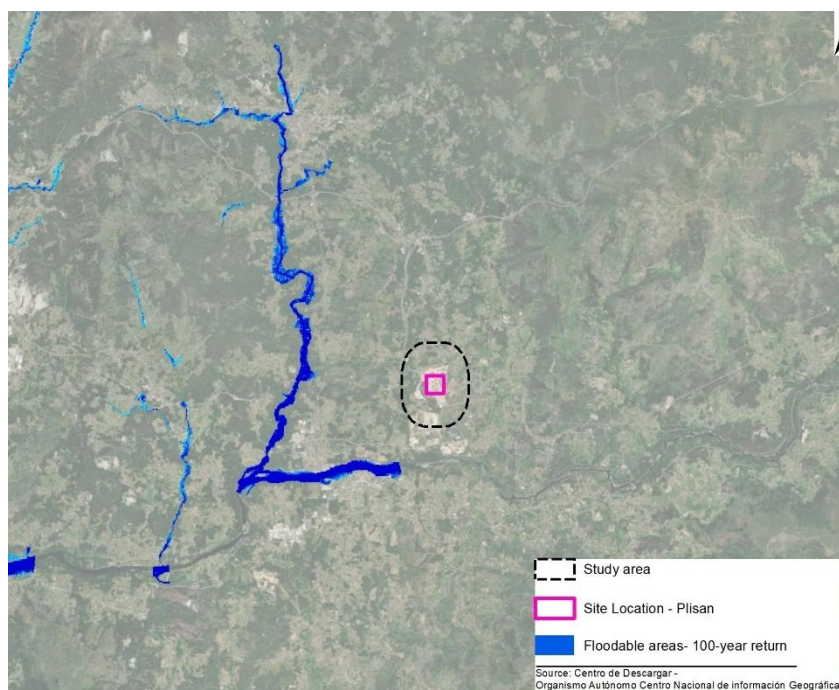 Study area
Site Location - Plisan
Floodable areas- 100-year return
Source: Centro de Descargar -
Organismo Autónomo Centro Nacional de información Geográfica